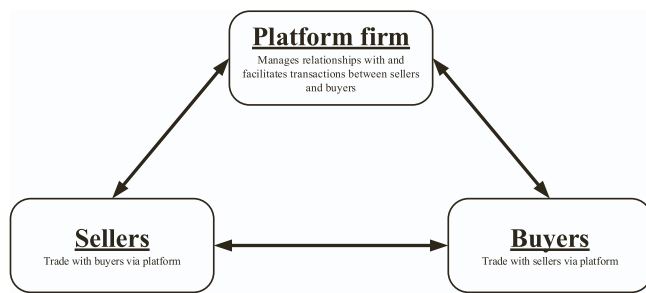 Platform firm
Manages relationships with and
facilitates transactions between sellers
and buyers
Sellers
Trade with buyers via platform
Buyers
Trade with sellers via platform